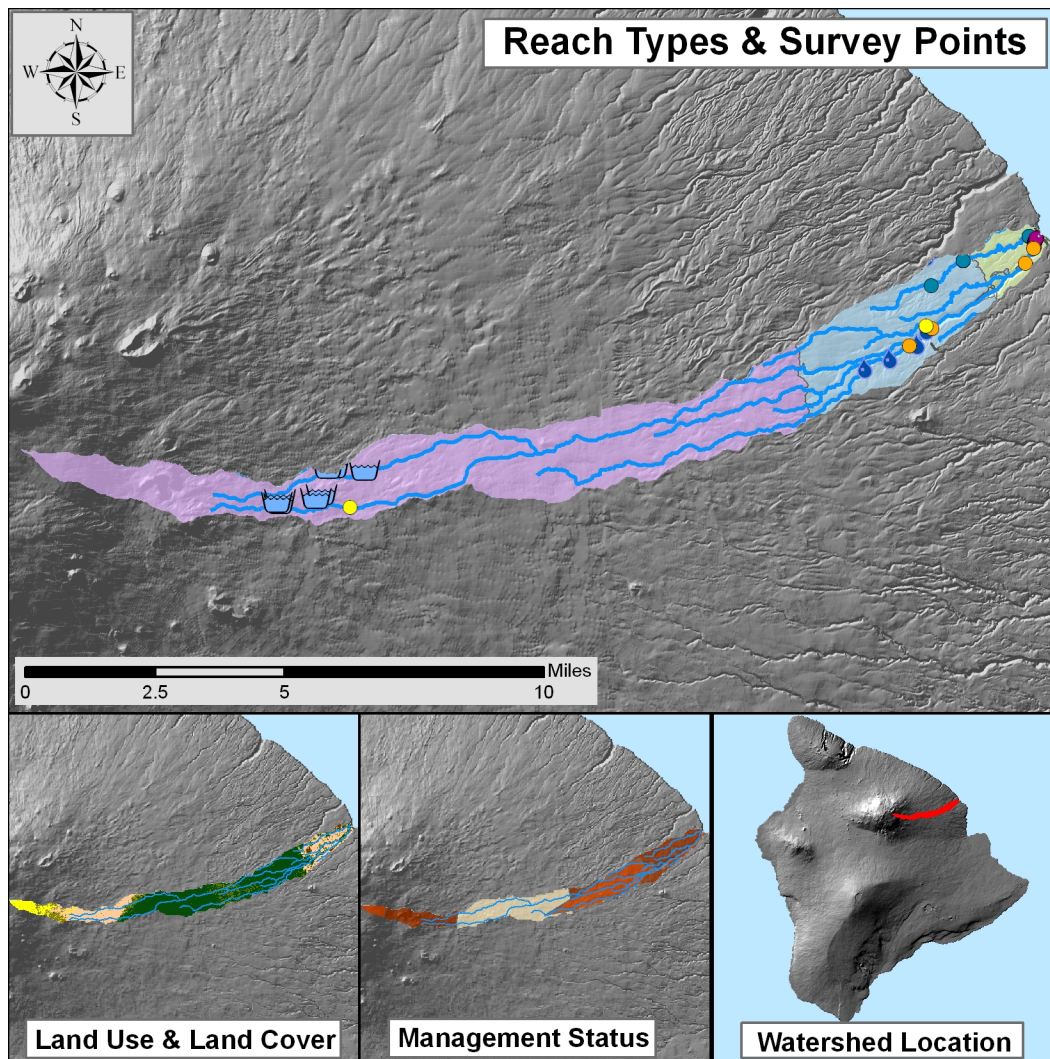 Reach Types & Survey Points
N
W E
S
Miles
0 2.5 5 10
Land Use & Land Cover
Management Status
Watershed Location